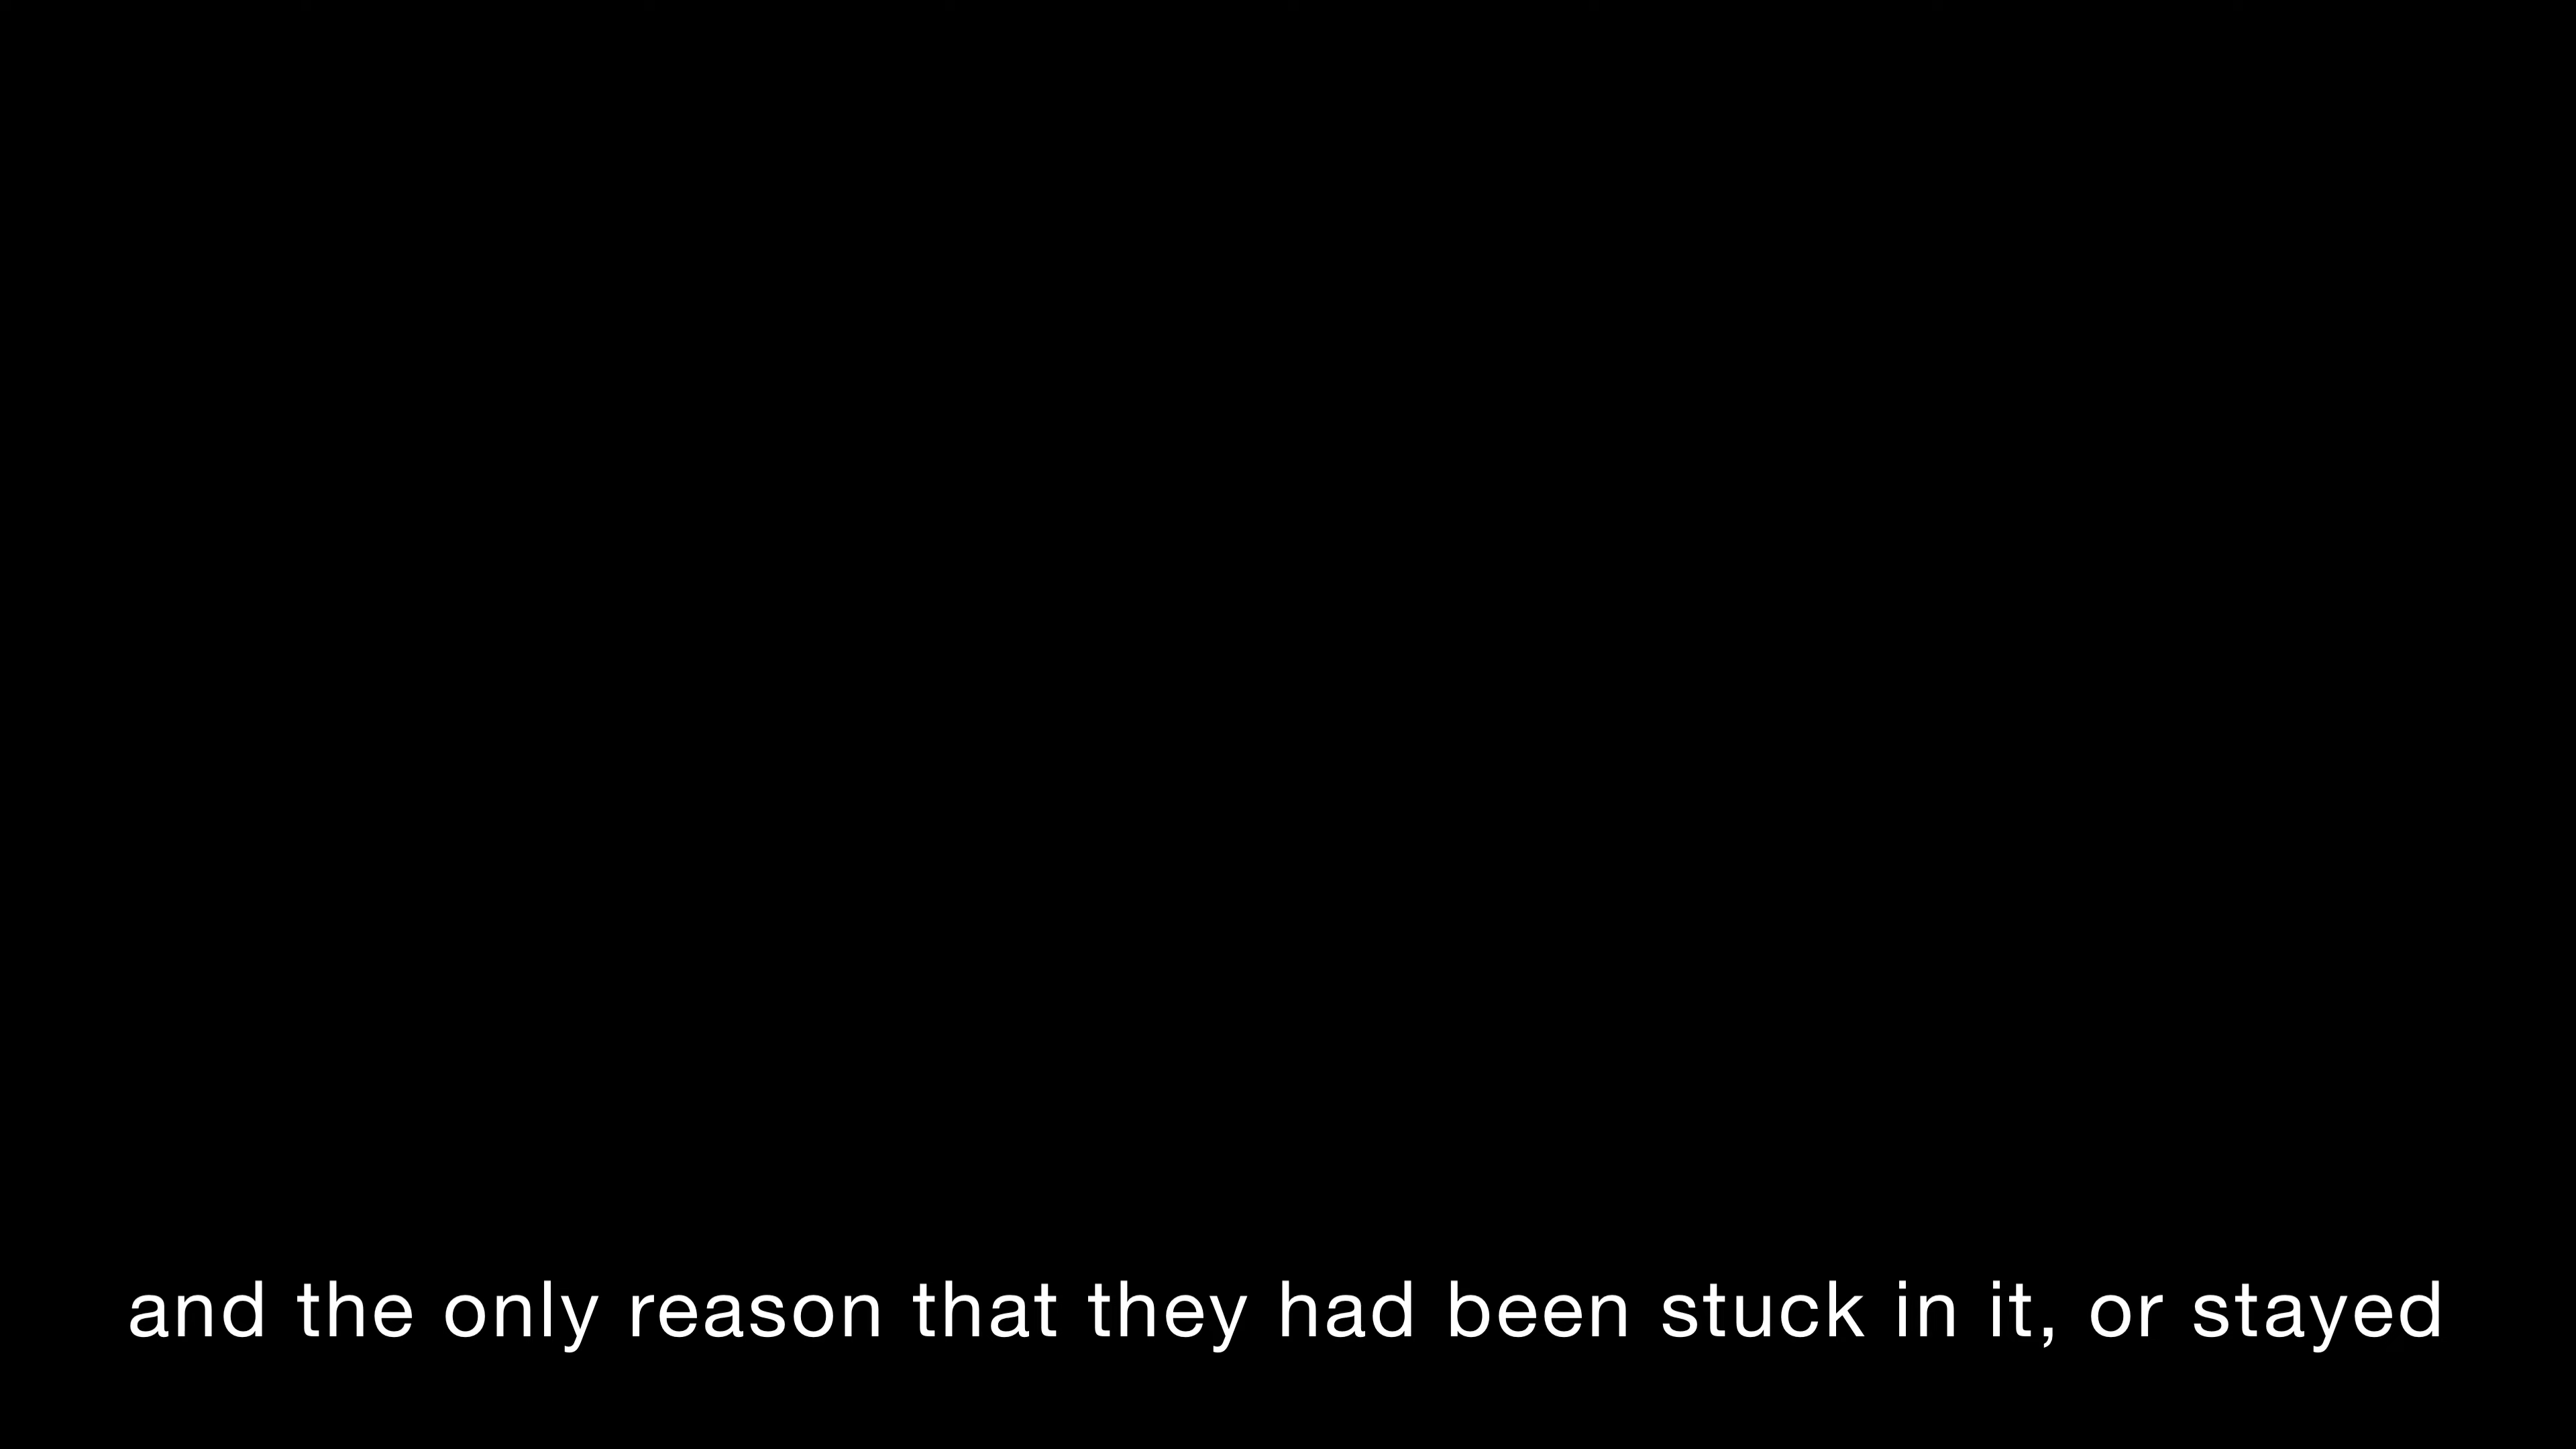 and the only reason that they had been stuck in it, or stayed